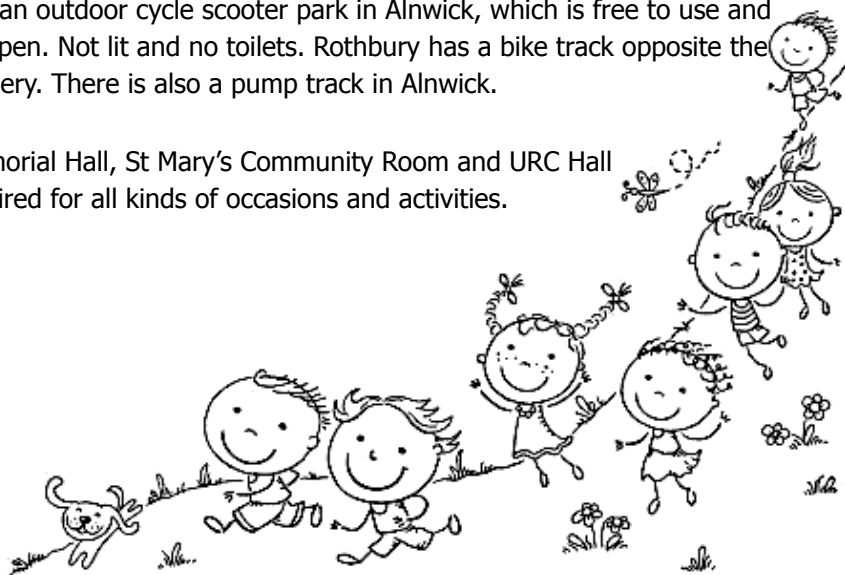 an outdoor cycle scooter park in Alnwick, which is free to use and
pen. Not lit and no toilets. Rothbury has a bike track opposite the
ery. There is also a pump track in Alnwick.
morial Hall, St Mary’s Community Room and URC Hall
ired for all kinds of occasions and activities.